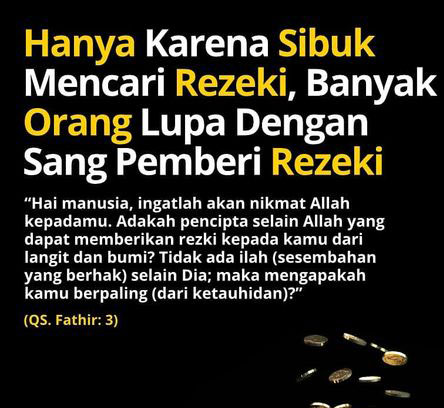 Hanya Karena Sibuk
Mencari Rezeki, Banyak
Orang Lupa Dengan
Sang Pemberi Rezeki
“Hai manusia, ingatlah akan nikmat Allah
kepadamu. Adakah pencipta selain Allah yang
dapat memberikan rezki kepada kamu dari
langit dan bumi? Tidak ada ilah (sesembahan
yang berhak) selain Dia; maka mengapakah
kamu berpaling (dari ketauhidan)?”
(QS. Fathir: 3)